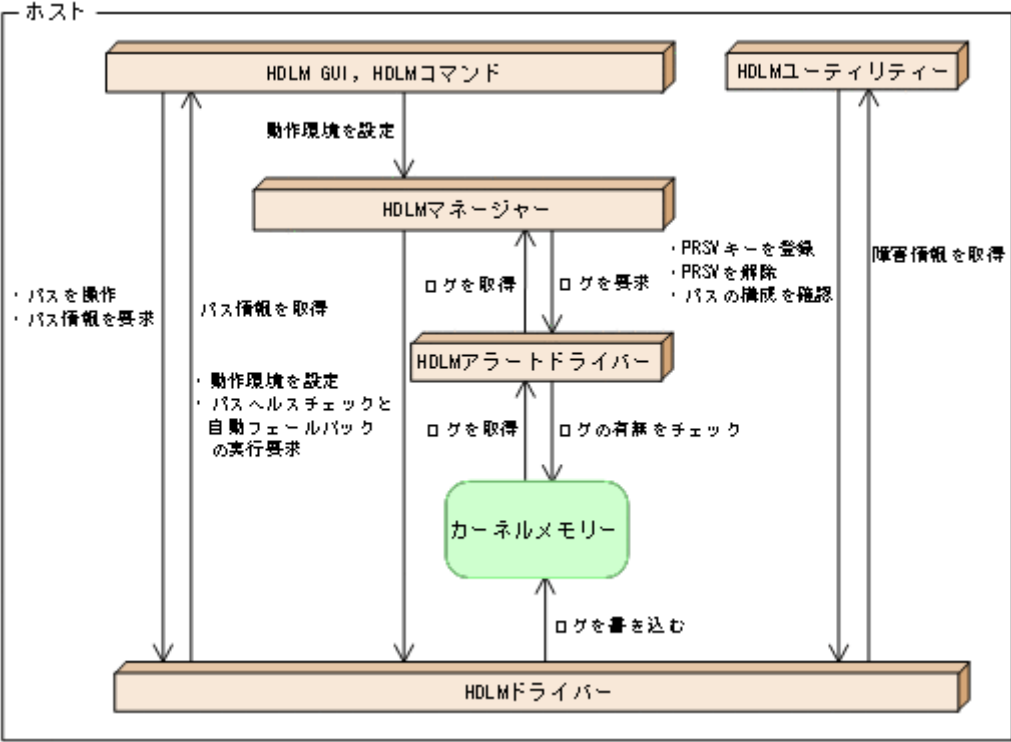 ホスト
HDLM GUI，HDLMコマンド
HDLMユーティリティー
動作環境を設定
HDLMマネージャー
・PRSVキーを登録
・PRSVを解除
・パスの構成を確認
障害情報を取得
ログを取得
ログを要求
・パスを操作
・パス情報を要求
パス情報を取得
HDLMアラートドライバー
・動作環境を設定
・パスヘルスチェックと
自動フェールバック
の実行要求
ログを取得
ログの有無をチェック
カーネルメモリー
ログを書き込む
HDLMドライバー